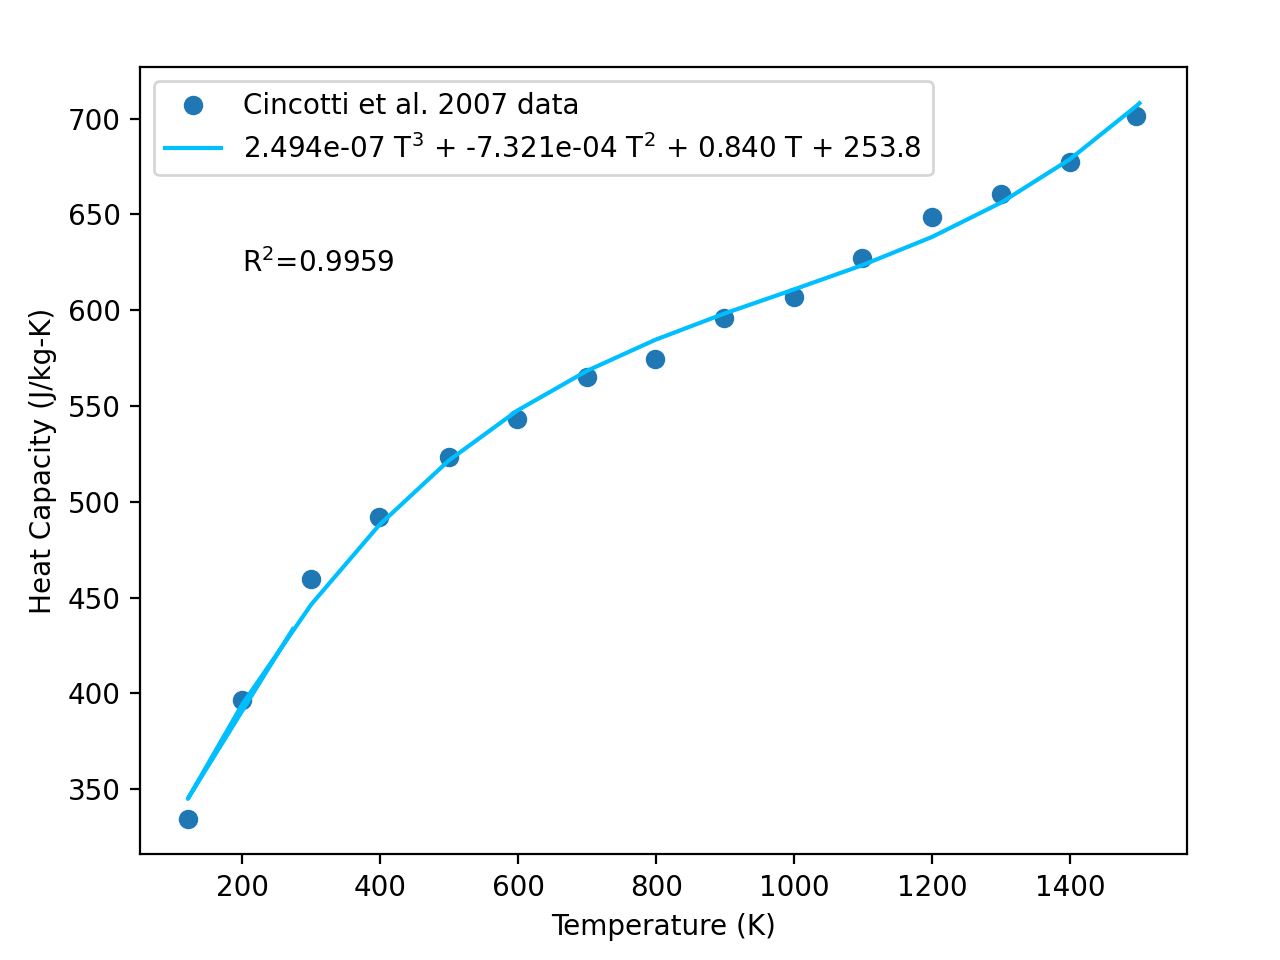 Cincotti et al. 2007 data
2.494e-07 T³ + -7.321e-04 T² + 0.840 T + 253.8
R²=0.9959
700
650
600
550
500
450
400
350
Heat Capacity (J/kg-K)
200 400 600 800 1000 1200 1400
Temperature (K)